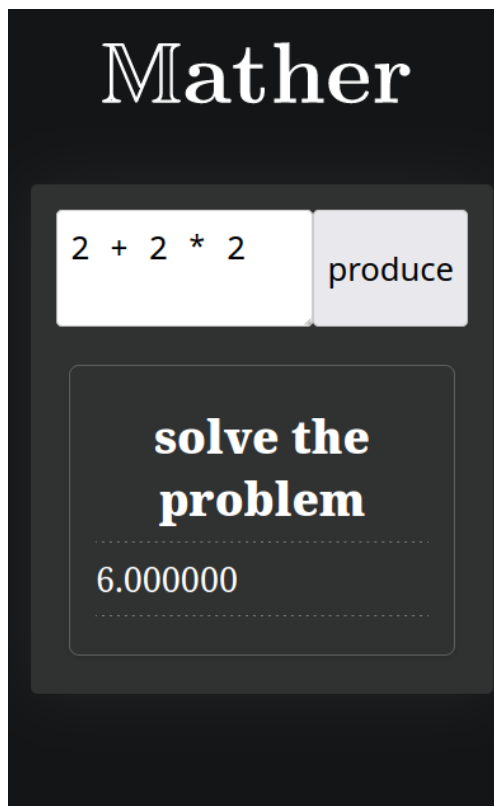 Mather
2 + 2 * 2
produce
solve the
problem
6.000000